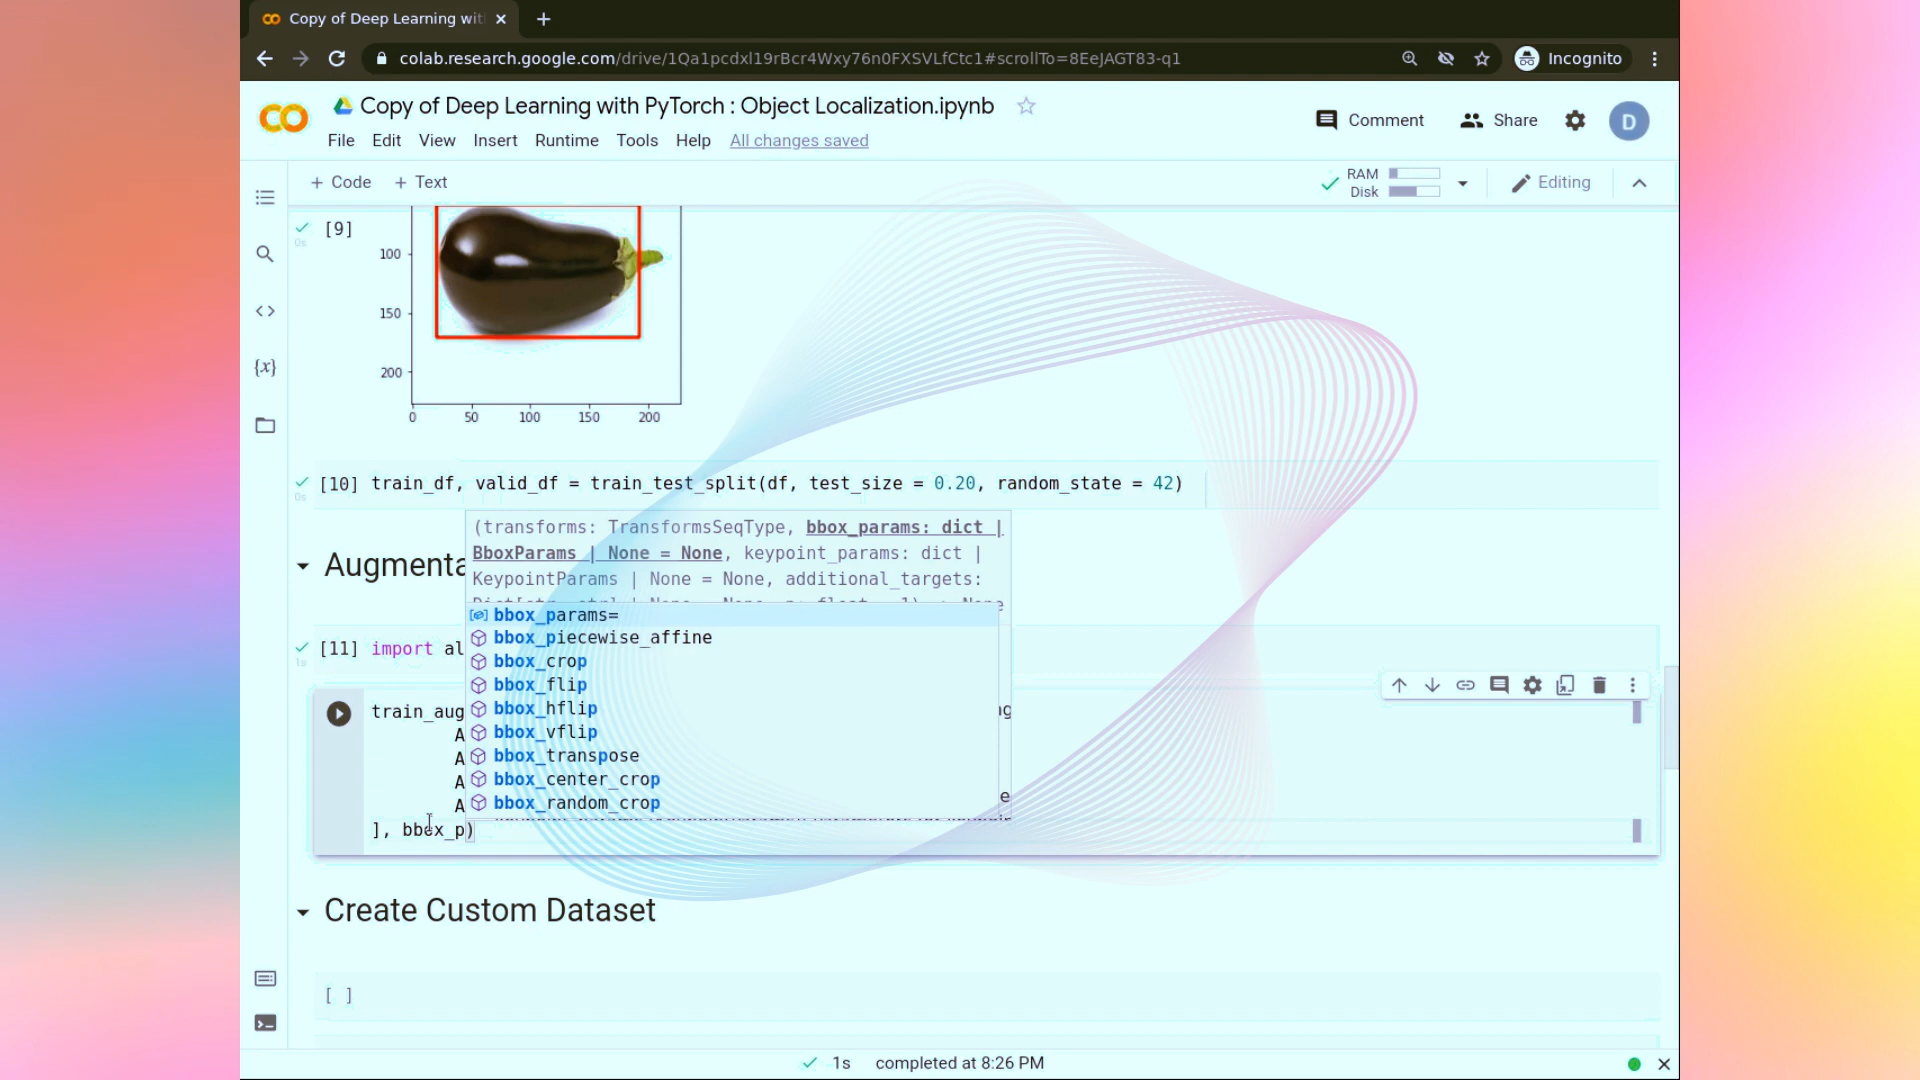 Copy of Deep Learning wit
colab.research.google.com/drive/1Qa1pcdxl19rBcr4Wxy76n0FXSVLfCtc1#scrollTo=8EeJAGT83-q1
Incognito
Copy of Deep Learning with PyTorch : Object Localization.ipynb
Comment
Share
D
File Edit View Insert Runtime Tools Help All changes saved
+ Code + Text
RAM
Disk
Editing
[9]
0s
100
150
200
0 50 100 150 200
[10] train_df, valid_df = train_test_split(df, test_size = 0.20, random_state = 42)
0s
(transforms: TransformsSeqType, bbox_params: dict |
BboxParams | None = None, keypoint_params: dict |
KeypointParams | None = None, additional_targets:
Augmenta
bbox_params=
bbox_piecewise_affine
[11] import al
1s
bbox_crop
bbox_flip
bbox_hflip
train_aug
bbox_vflip
A
bbox_transpose
A
bbox_center_crop
A
bbox_random_crop
A
], bbox_p)
Create Custom Dataset
[ ]
1s completed at 8:26 PM